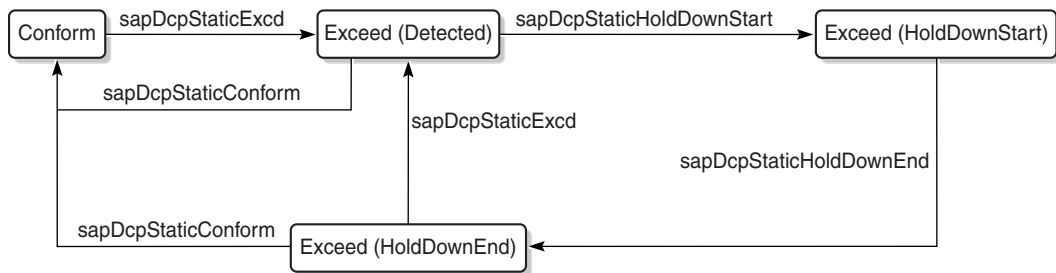 Conform
sapDcpStaticExcd
Exceed (Detected)
sapDcpStaticHoldDownStart
Exceed (HoldDownStart)
sapDcpStaticConform
sapDcpStaticExcd
sapDcpStaticHoldDownEnd
sapDcpStaticConform
Exceed (HoldDownEnd)